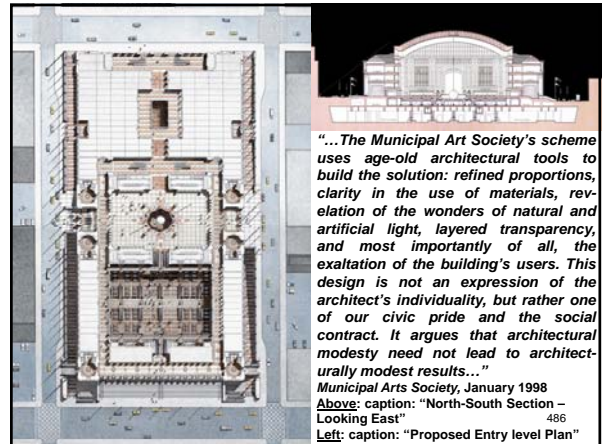 “…The Municipal Art Society’s scheme
uses age-old architectural tools to
build the solution: refined proportions,
clarity in the use of materials, rev-
elation of the wonders of natural and
artificial light, layered transparency,
and most importantly of all, the
exaltation of the building’s users. This
design is not an expression of the
architect’s individuality, but rather one
of our civic pride and the social
contract. It argues that architectural
modesty need not lead to architect-
urally modest results…”
Municipal Arts Society, January 1998
Above: caption: “North-South Section –
Looking East” 486
Left: caption: “Proposed Entry level Plan”